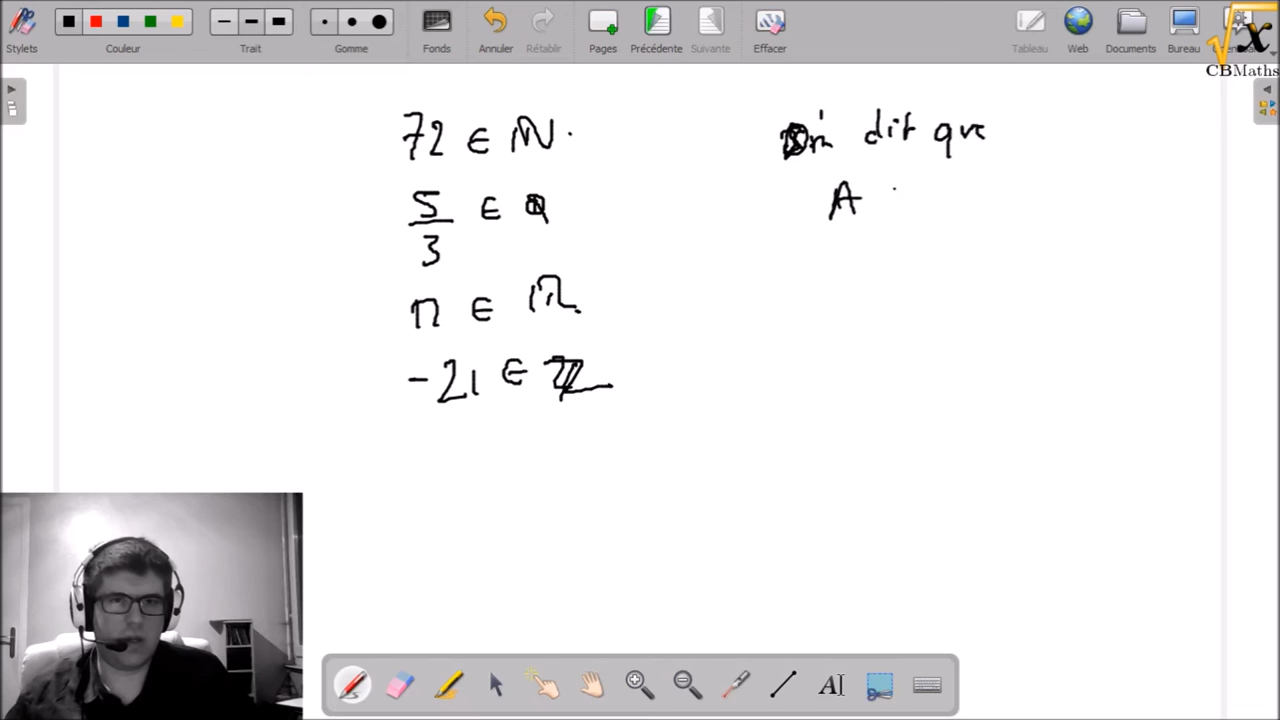 Stylets Couleur Trait Gomme Fonds Annuler Rétablir Pages Précédente Suivante Effacer Tableau Web Documents Bureau
√x
CBMaths
72 ∈ ℕ.
5/3 ∈ ℚ
π ∈ ℝ
-21 ∈ ℤ
On dit que
A
AI